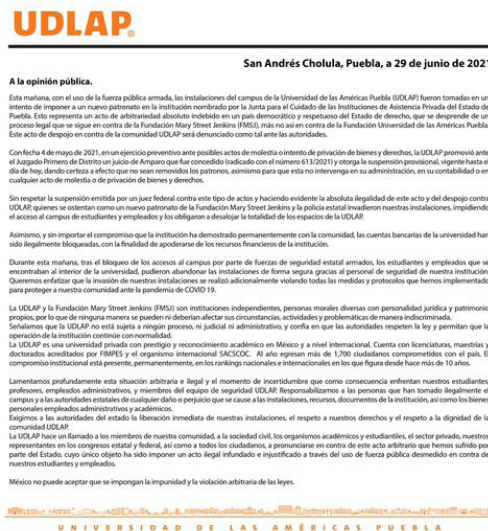 UDLAP
San Andrés Cholula, Puebla, a 29 de junio de 2021
A la opinión pública.
Esta mañana, con el uso de la fuerza pública armada, las instalaciones del campus de la Universidad de las Américas Puebla (UDLAP) fueron tomadas en un
intento de imponer a un nuevo patronato en la institución nombrado por la Junta para el Cuidado de las Instituciones de Asistencia Privada del Estado de
Puebla. Esto representa un acto de arbitrariedad absoluto indebido en un país democrático y respetuoso del Estado de derecho, que se desprende de un
proceso legal que se sigue en contra de la Fundación Mary Street Jenkins (FMSJ), más no así en contra de la Fundación Universidad de las Américas Puebla.
Este acto de despojo en contra de la comunidad UDLAP será denunciado como tal ante las autoridades.
Con fecha 4 de mayo de 2021, en un ejercicio preventivo ante posibles actos de molestia o intento de privación de bienes y derechos, la UDLAP promovió ante
el Juzgado Primero de Distrito un juicio de Amparo que fue concedido (radicado con el número 613/2021) y otorga la suspensión provisional, vigente hasta el
día de hoy, dando certeza a efecto que no sean removidos los patronos, asimismo para que esta no intervenga en su administración, en su contabilidad o en
cualquier acto de molestia o de privación de bienes y derechos.
Sin respetar la suspensión emitida por un juez federal contra este tipo de actos y haciendo evidente la absoluta ilegalidad de este acto y del despojo contra
UDLAP, quienes se ostentan como un nuevo patronato de la Fundación Mary Street Jenkins y la policía estatal invadieron nuestras instalaciones, impidiendo
el acceso al campus de estudiantes y empleados y los obligaron a desalojar la totalidad de los espacios de la UDLAP.
Asimismo, y sin importar el compromiso que la institución ha demostrado permanentemente con la comunidad, las cuentas bancarias de la universidad han
sido ilegalmente bloqueadas, con la finalidad de apoderarse de los recursos financieros de la institución.
Durante esta mañana, tras el bloqueo de los accesos al campus por parte de fuerzas de seguridad estatal armados, los estudiantes y empleados que se
encontraban al interior de la universidad, pudieron abandonar las instalaciones de forma segura gracias al personal de seguridad de nuestra institución.
Queremos enfatizar que la invasión de nuestras instalaciones se realizó adicionalmente violando todas las medidas y protocolos que hemos implementado
para proteger a nuestra comunidad ante la pandemia de COVID 19.
La UDLAP y la Fundación Mary Street Jenkins (FMSJ) son instituciones independientes, personas morales diversas con personalidad jurídica y patrimonio
propios, por lo que de ninguna manera se pueden ni deberían afectar sus circunstancias, actividades y problemáticas de manera indiscriminada.
Señalamos que la UDLAP no está sujeta a ningún proceso, ni judicial ni administrativo, y confía en que las autoridades respeten la ley y permitan que la
operación de la institución continúe con normalidad.
La UDLAP es una universidad privada con prestigio y reconocimiento académico en México y a nivel internacional. Cuenta con licenciaturas, maestrías y
doctorados acreditados por FIMPES y el organismo internacional SACSCOC. Al año egresan más de 1,700 ciudadanos comprometidos con el país. El
compromiso institucional está presente, permanentemente, en los rankings nacionales e internacionales en los que figura desde hace más de 10 años.
Lamentamos profundamente esta situación arbitraria e ilegal y el momento de incertidumbre que como consecuencia enfrentan nuestros estudiantes,
profesores, empleados administrativos, y miembros del equipo de seguridad UDLAP. Responsabilizamos a las personas que han tomado ilegalmente el
campus y a las autoridades estatales de cualquier daño o perjuicio que se cause a las instalaciones, recursos, documentos de la institución, así como los bienes
personales empleados administrativos y académicos.
Exigimos a las autoridades del estado la liberación inmediata de nuestras instalaciones, el respeto a nuestros derechos y el respeto a la dignidad de la
comunidad UDLAP.
La UDLAP hace un llamado a los miembros de nuestra comunidad, a la sociedad civil, los organismos académicos y estudiantiles, el sector privado, nuestros
representantes en los congresos estatal y federal, así como a todos los ciudadanos, a pronunciarse en contra de este acto arbitrario que hemos sufrido por
parte del Estado, cuyo único objeto ha sido imponer un acto ilegal infundado e injustificado a través del uso de fuerza pública desmedido en contra de
nuestros estudiantes y empleados.
México no puede aceptar que se impongan la impunidad y la violación arbitraria de las leyes.
UNIVERSIDAD DE LAS AMÉRICAS PUEBLA